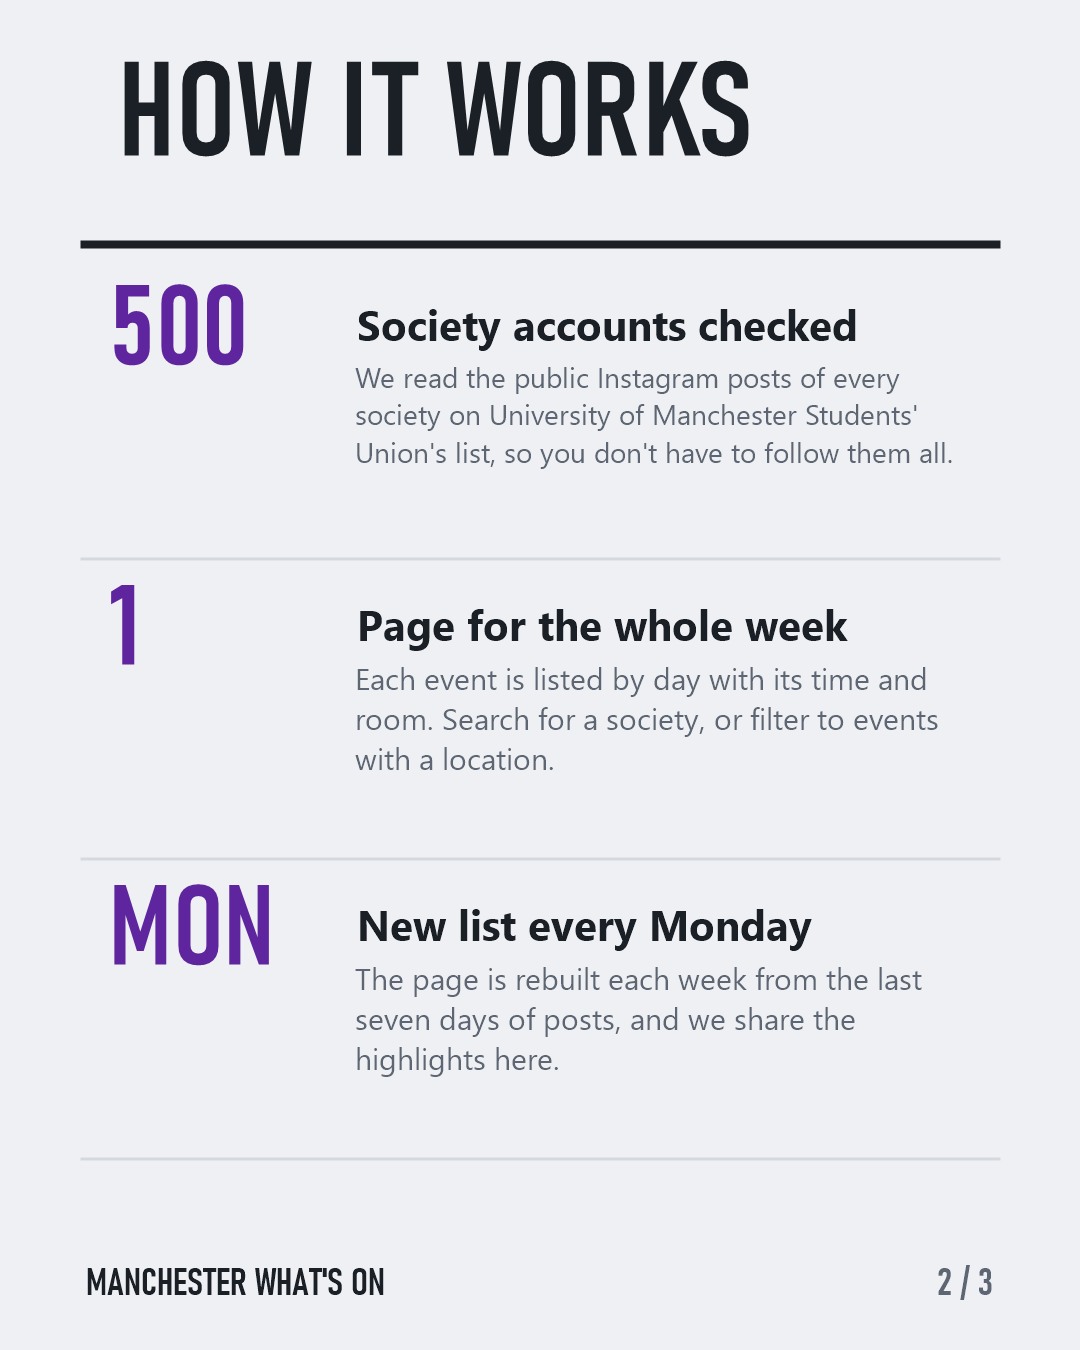 HOW IT WORKS
500
Society accounts checked
We read the public Instagram posts of every
society on University of Manchester Students'
Union's list, so you don't have to follow them all.
1
Page for the whole week
Each event is listed by day with its time and
room. Search for a society, or filter to events
with a location.
MON
New list every Monday
The page is rebuilt each week from the last
seven days of posts, and we share the
highlights here.
MANCHESTER WHAT'S ON
2 / 3